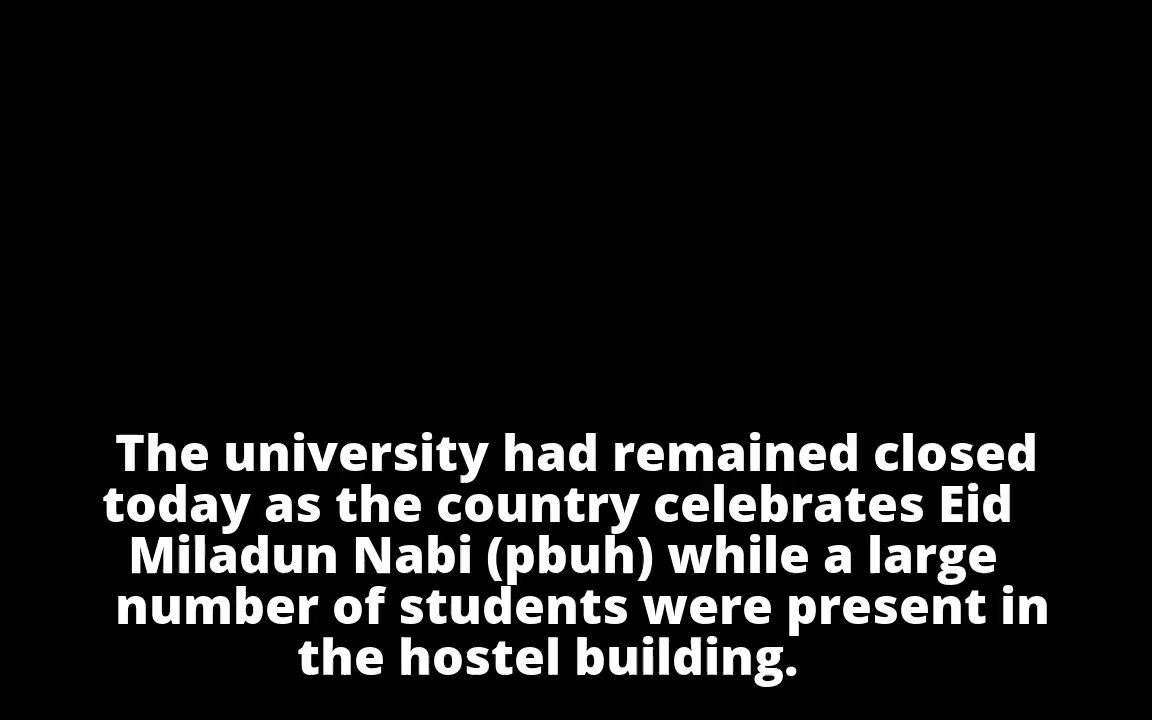 The university had remained closed
today as the country celebrates Eid
Miladun Nabi (pbuh) while a large
number of students were present in
the hostel building.